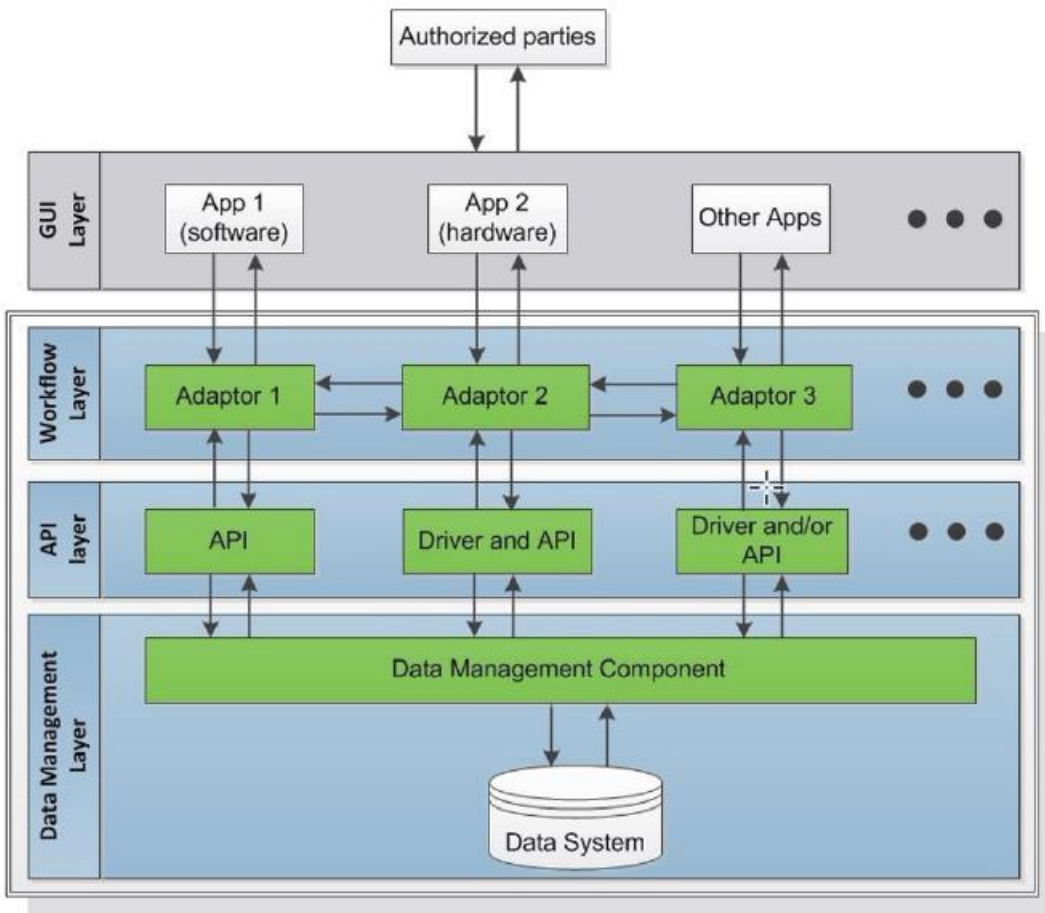 Authorized parties
GUI
Layer
App 1
(software)
App 2
(hardware)
Other Apps
Workflow
Layer
Adaptor 1
Adaptor 2
Adaptor 3
API
layer
API
Driver and API
Driver and/or
API
Data Management
Layer
Data Management Component
Data System